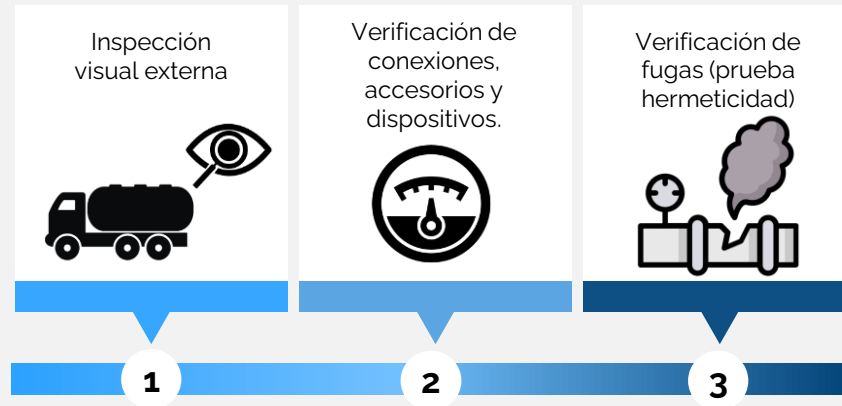 Inspección
visual externa
Verificación de
conexiones,
accesorios y
dispositivos.
Verificación de
fugas (prueba
hermeticidad)
1
2
3